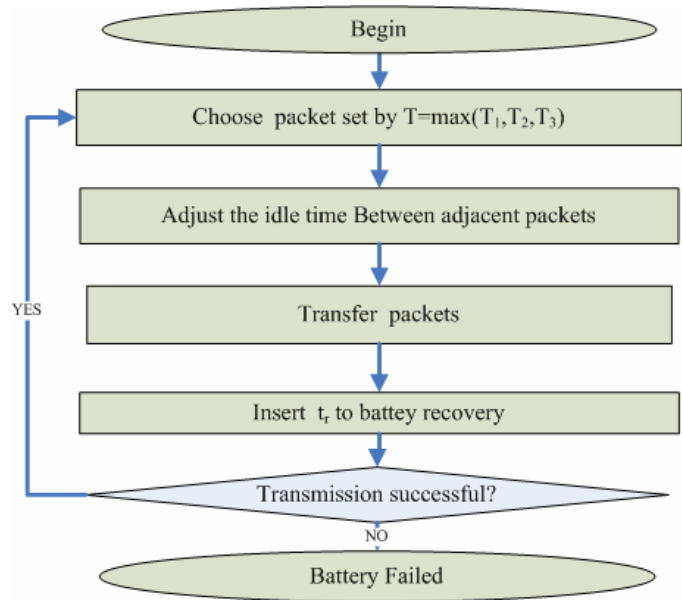 Begin
Choose packet set by T=max(T₁,T₂,T₃)
Adjust the idle time Between adjacent packets
YES
Transfer packets
Insert tᵣ to battey recovery
Transmission successful?
NO
Battery Failed